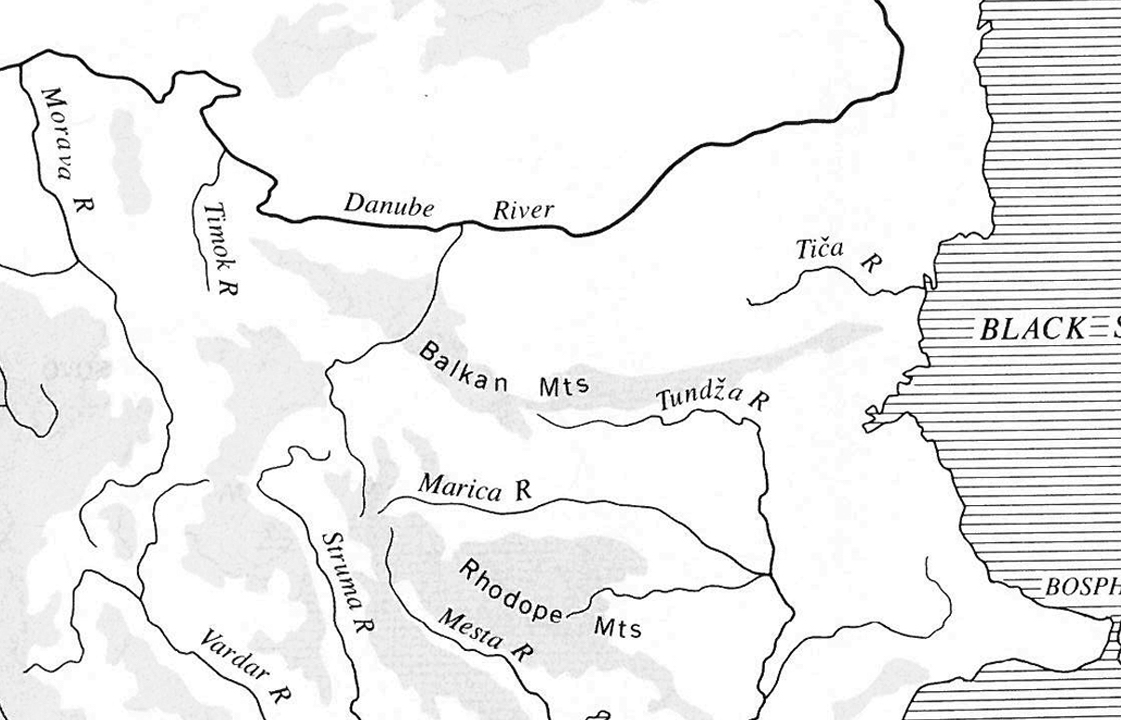 Morava R
Timok R
Danube River
Tiča R
BLACK S
Balkan Mts
Tundža R
Marica R
Struma R
Rhodope Mts
BOSPH
Mesta R
Vardar R